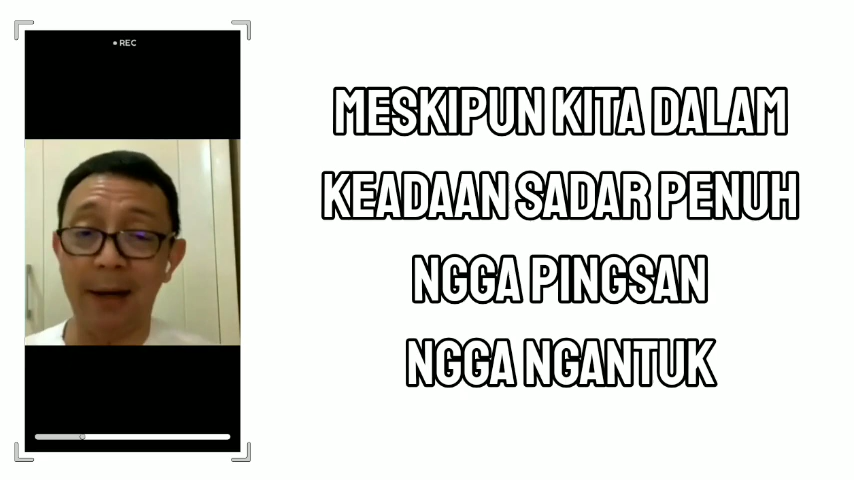 REC
MESKIPUN KITA DALAM
KEADAAN SADAR PENUH
NGGA PINGSAN
NGGA NGANTUK